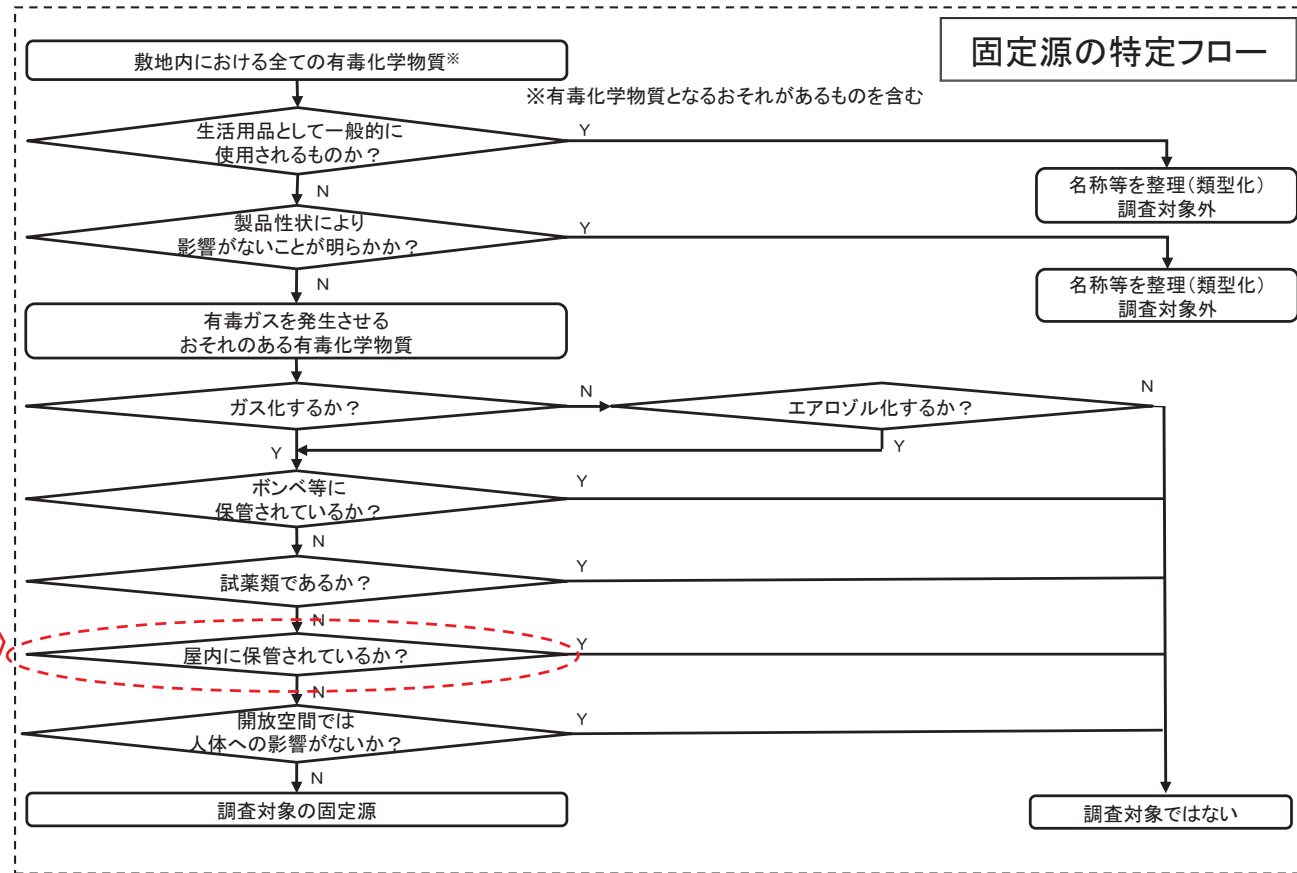 固定源の特定フロー
敷地内における全ての有毒化学物質※
※有毒化学物質となるおそれがあるものを含む
生活用品として一般的に
使用されるものか？
Y
N
名称等を整理(類型化)
調査対象外
製品性状により
影響がないことが明らかか？
Y
N
名称等を整理(類型化)
調査対象外
有毒ガスを発生させる
おそれのある有毒化学物質
ガス化するか？
N
エアロゾル化するか？
N
Y
Y
ボンベ等に
保管されているか？
Y
N
試薬類であるか？
Y
N
屋内に保管されているか？
Y
N
開放空間では
人体への影響がないか？
Y
N
調査対象の固定源
調査対象ではない